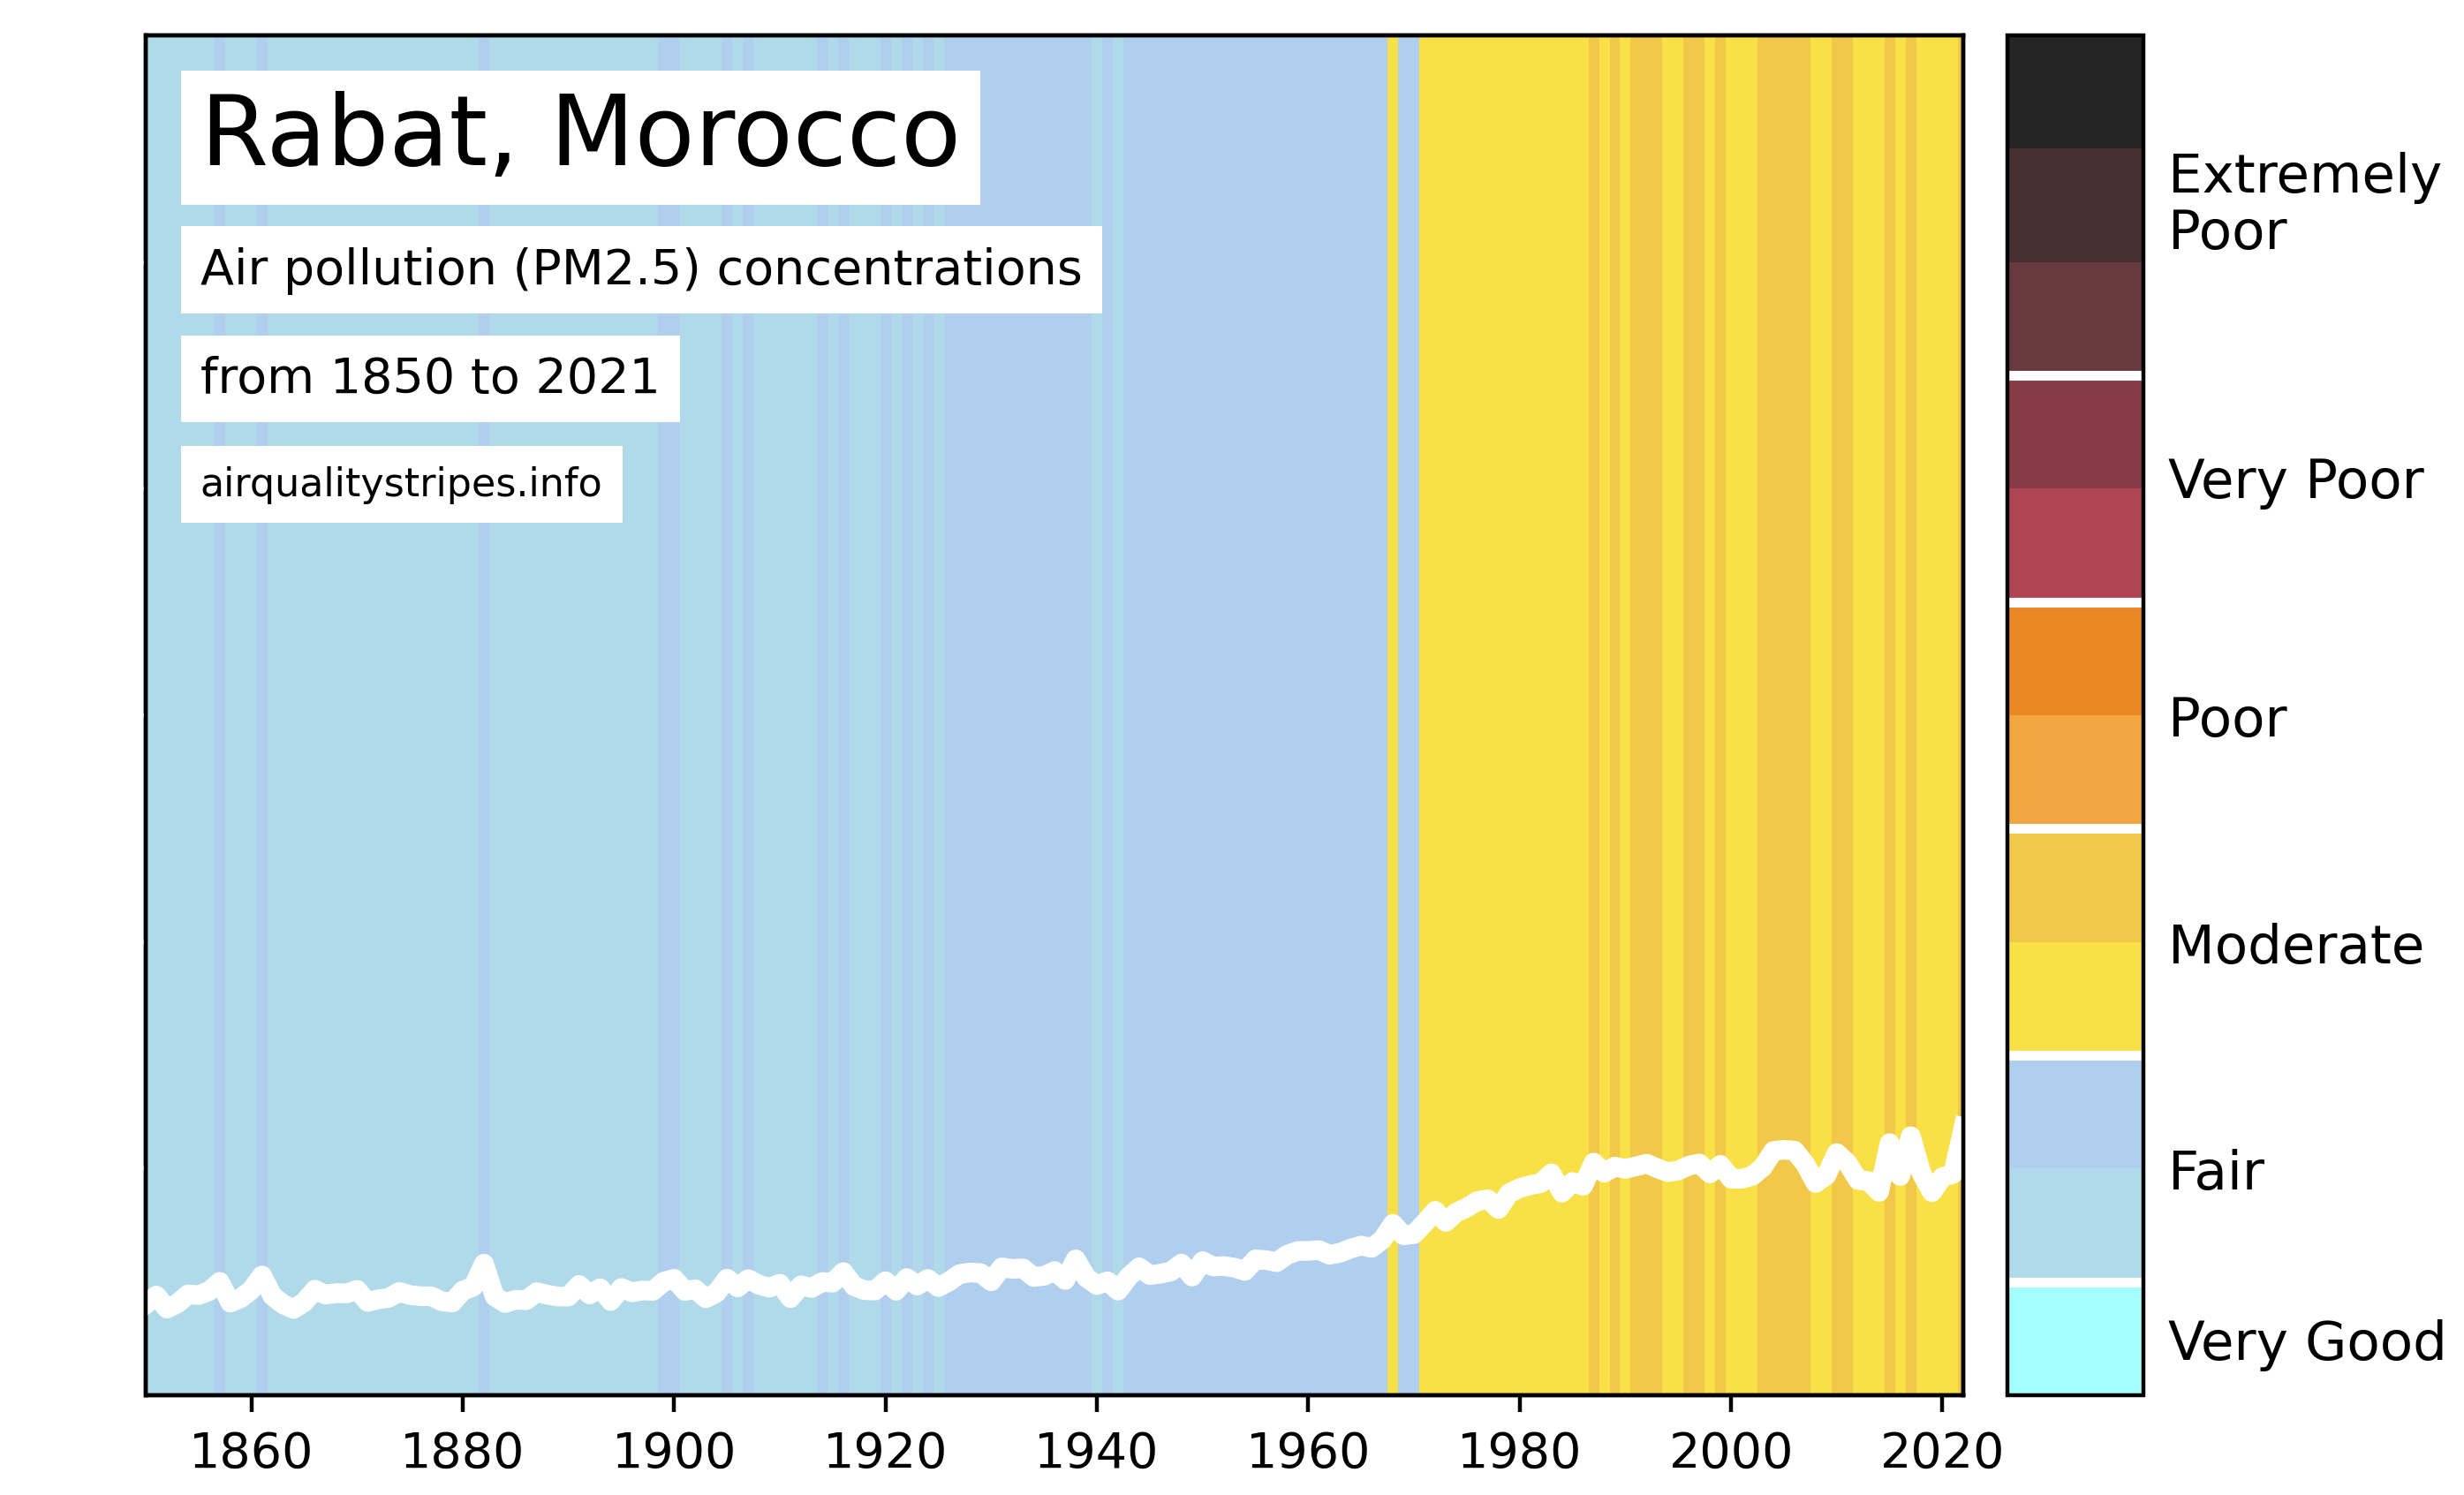 Rabat, Morocco
Air pollution (PM2.5) concentrations
from 1850 to 2021
airqualitystripes.info
Extremely
Poor
Very Poor
Poor
Moderate
Fair
Very Good
1860 1880 1900 1920 1940 1960 1980 2000 2020